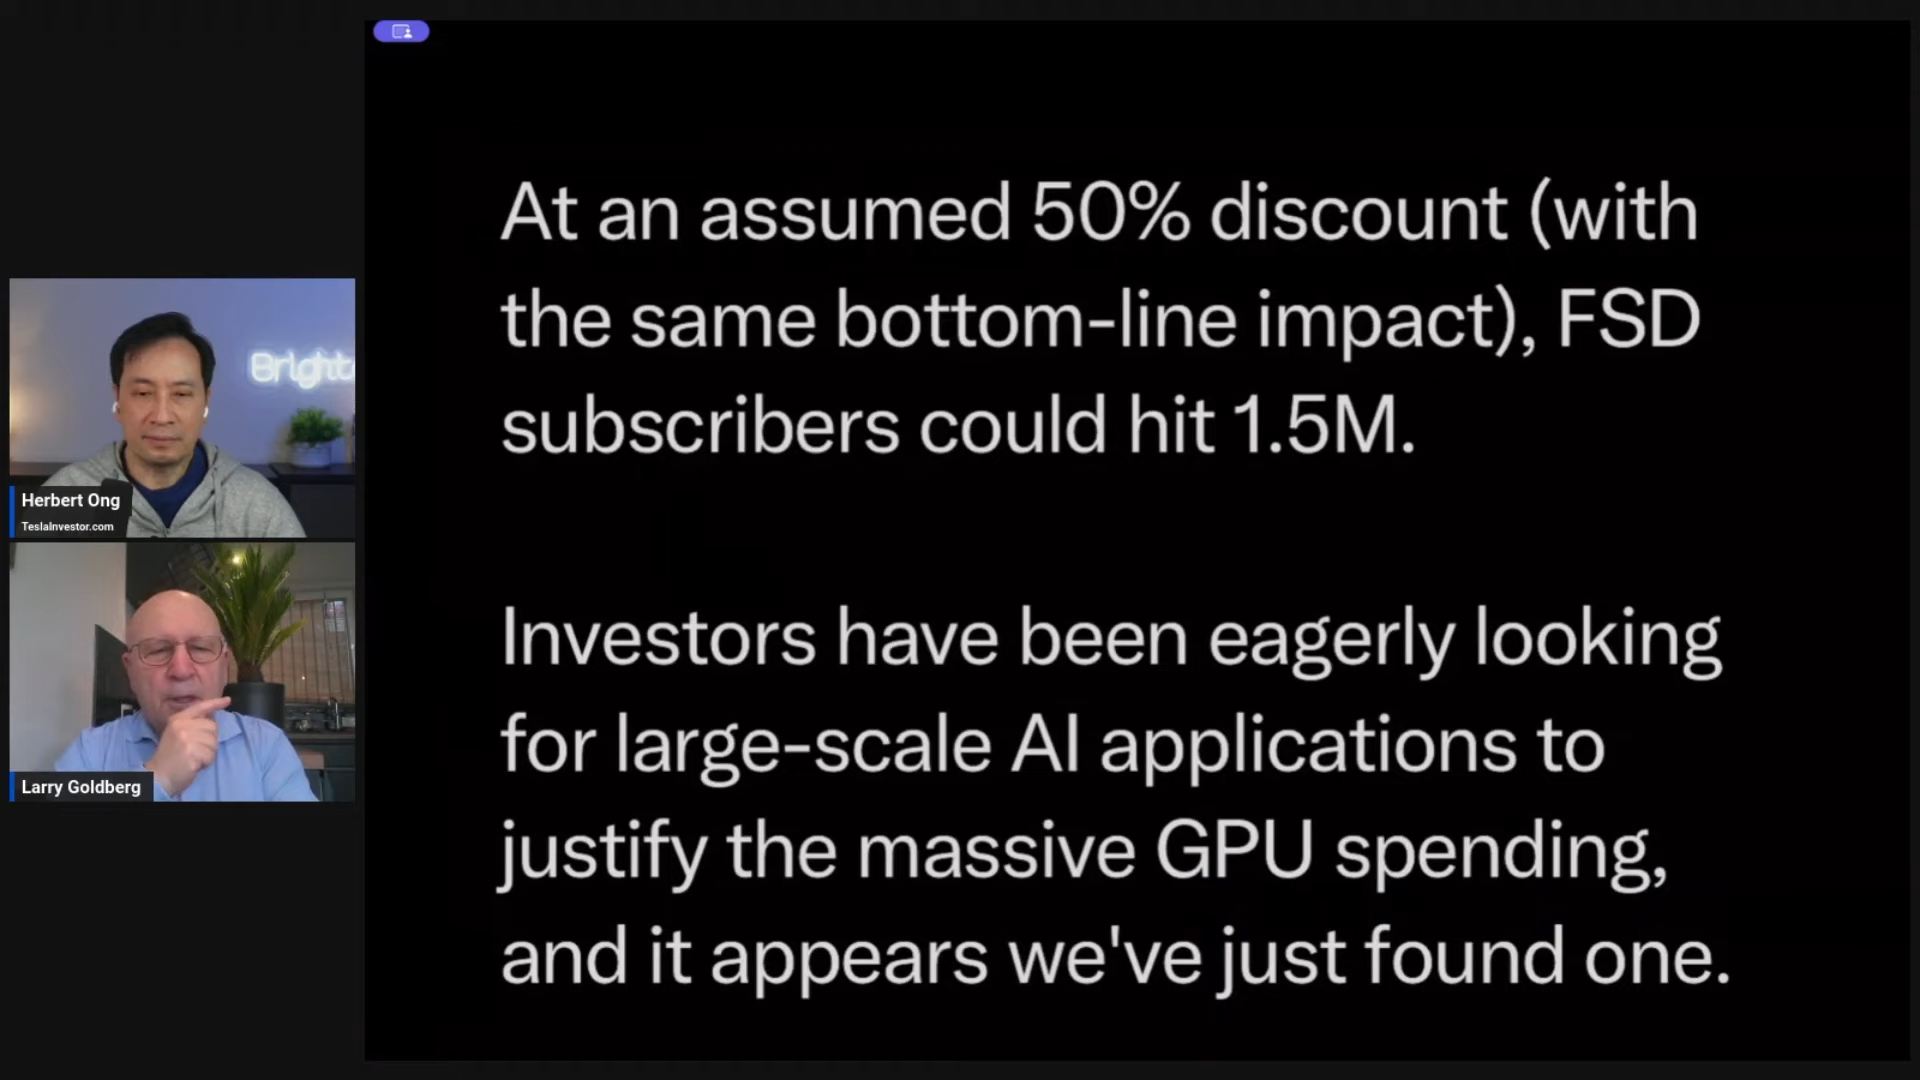 At an assumed 50% discount (with
the same bottom-line impact), FSD
subscribers could hit 1.5M.
Investors have been eagerly looking
for large-scale AI applications to
justify the massive GPU spending,
and it appears we've just found one.
Bright
Herbert Ong
TeslaInvestor.com
Larry Goldberg